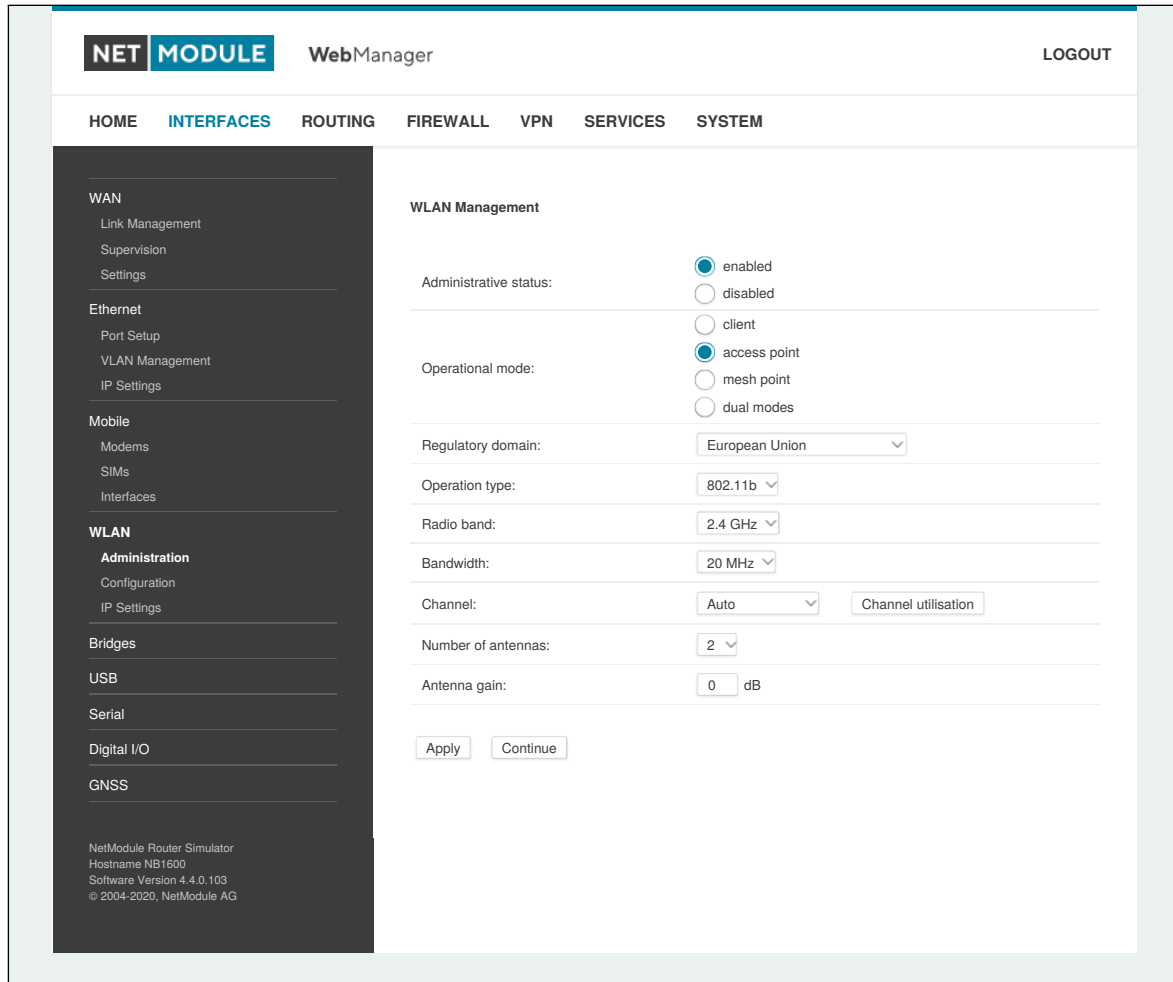 NET MODULE WebManager LOGOUT
HOME INTERFACES ROUTING FIREWALL VPN SERVICES SYSTEM
WAN
Link Management
Supervision
Settings
Ethernet
Port Setup
VLAN Management
IP Settings
Mobile
Modems
SIMs
Interfaces
WLAN
Administration
Configuration
IP Settings
Bridges
USB
Serial
Digital I/O
GNSS
NetModule Router Simulator
Hostname NB1600
Software Version 4.4.0.103
© 2004-2020, NetModule AG
WLAN Management
Administrative status:
enabled
disabled
Operational mode:
client
access point
mesh point
dual modes
Regulatory domain: European Union
Operation type: 802.11b
Radio band: 2.4 GHz
Bandwidth: 20 MHz
Channel: Auto Channel utilisation
Number of antennas: 2
Antenna gain: 0 dB
Apply Continue